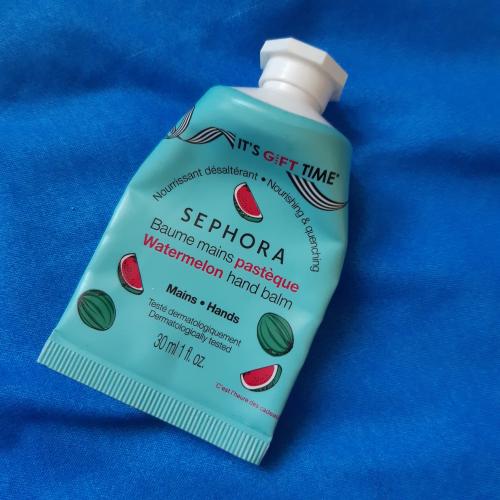 IT'S GIFT TIME*
Nourrissant désaltérant • Nourishing & quenching
SEPHORA
Baume mains pastèque
Watermelon hand balm
Mains • Hands
Testé dermatologiquement
Dermatologically tested
30 ml/1 fl. oz.
*C'est l'heure des cadeaux